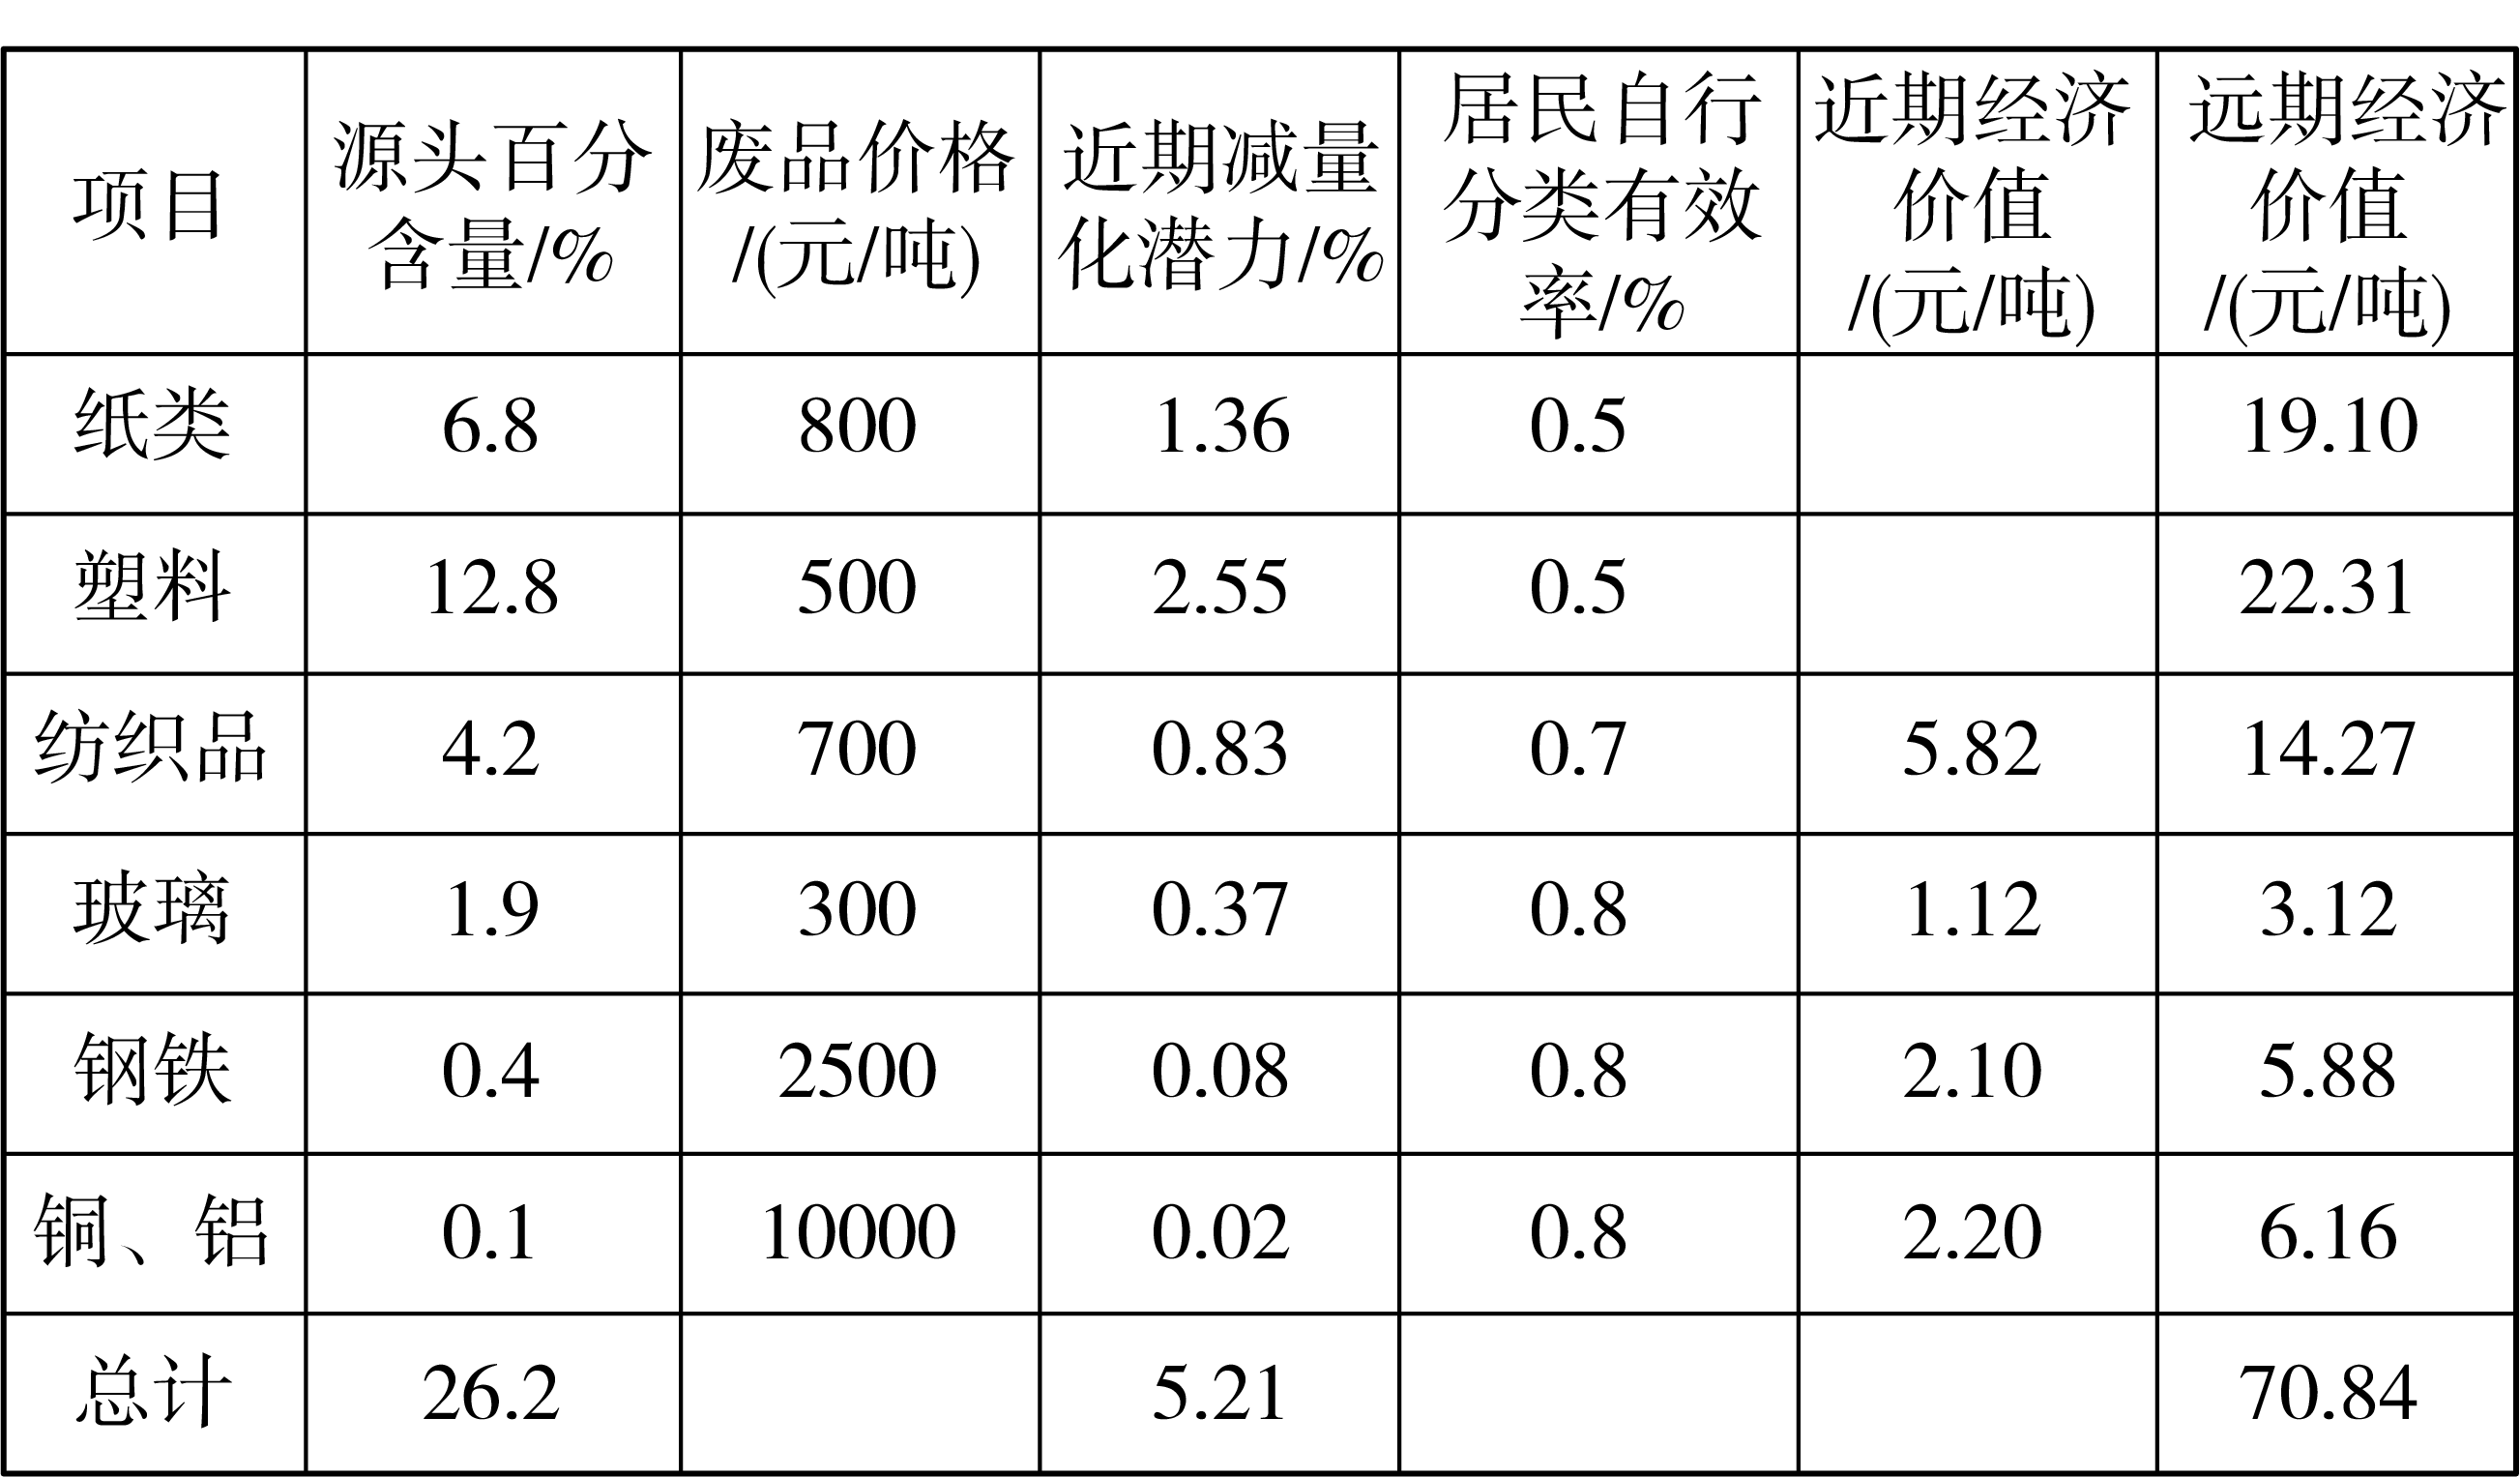 项目 源头百分含量/% 废品价格/(元/吨) 近期减量化潜力/% 居民自行分类有效率/% 近期经济价值/(元/吨) 远期经济价值/(元/吨)
纸类 6.8 800 1.36 0.5 19.10
塑料 12.8 500 2.55 0.5 22.31
纺织品 4.2 700 0.83 0.7 5.82 14.27
玻璃 1.9 300 0.37 0.8 1.12 3.12
钢铁 0.4 2500 0.08 0.8 2.10 5.88
铜、铝 0.1 10000 0.02 0.8 2.20 6.16
总计 26.2 5.21 70.84